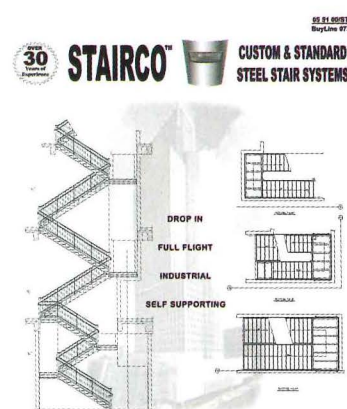 05 01 00/ST
BuyLine 07
OVER
30
Years of
Experience
STAIRCO™
CUSTOM & STANDARD
STEEL STAIR SYSTEMS
DROP IN
FULL FLIGHT
INDUSTRIAL
SELF SUPPORTING